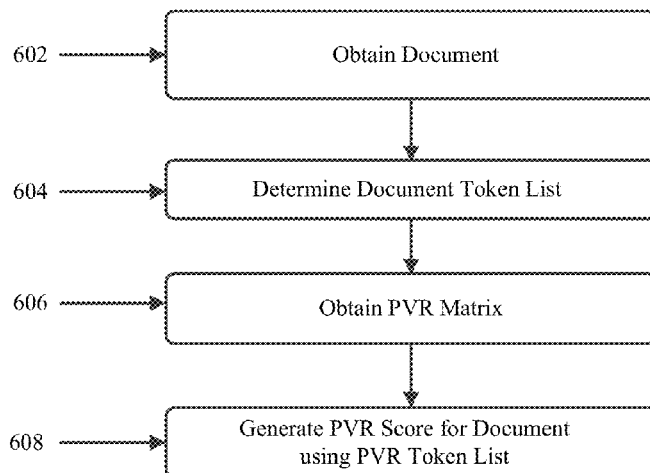 602
Obtain Document
604
Determine Document Token List
606
Obtain PVR Matrix
608
Generate PVR Score for Document
using PVR Token List